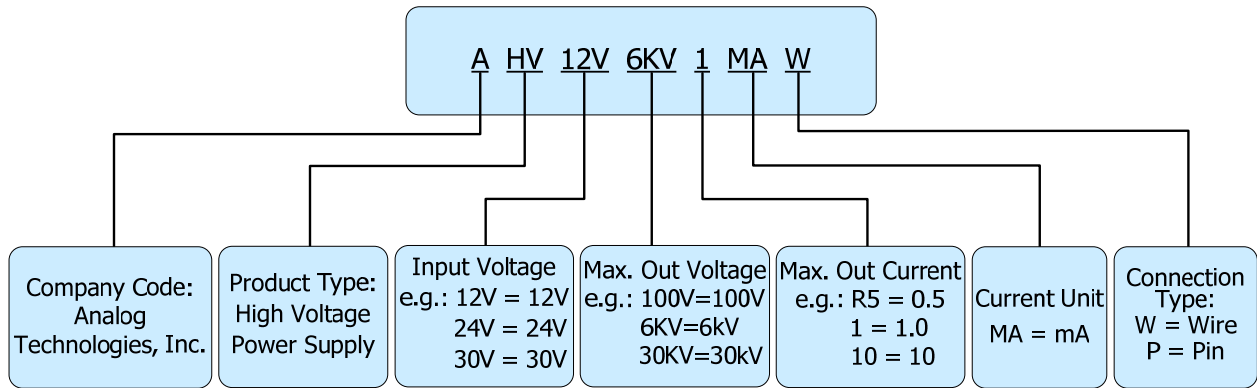 A HV 12V 6KV 1 MA W
Company Code:
Analog
Technologies, Inc.
Product Type:
High Voltage
Power Supply
Input Voltage
e.g.: 12V = 12V
24V = 24V
30V = 30V
Max. Out Voltage
e.g.: 100V=100V
6KV=6kV
30KV=30kV
Max. Out Current
e.g.: R5 = 0.5
1 = 1.0
10 = 10
Current Unit
MA = mA
Connection
Type:
W = Wire
P = Pin